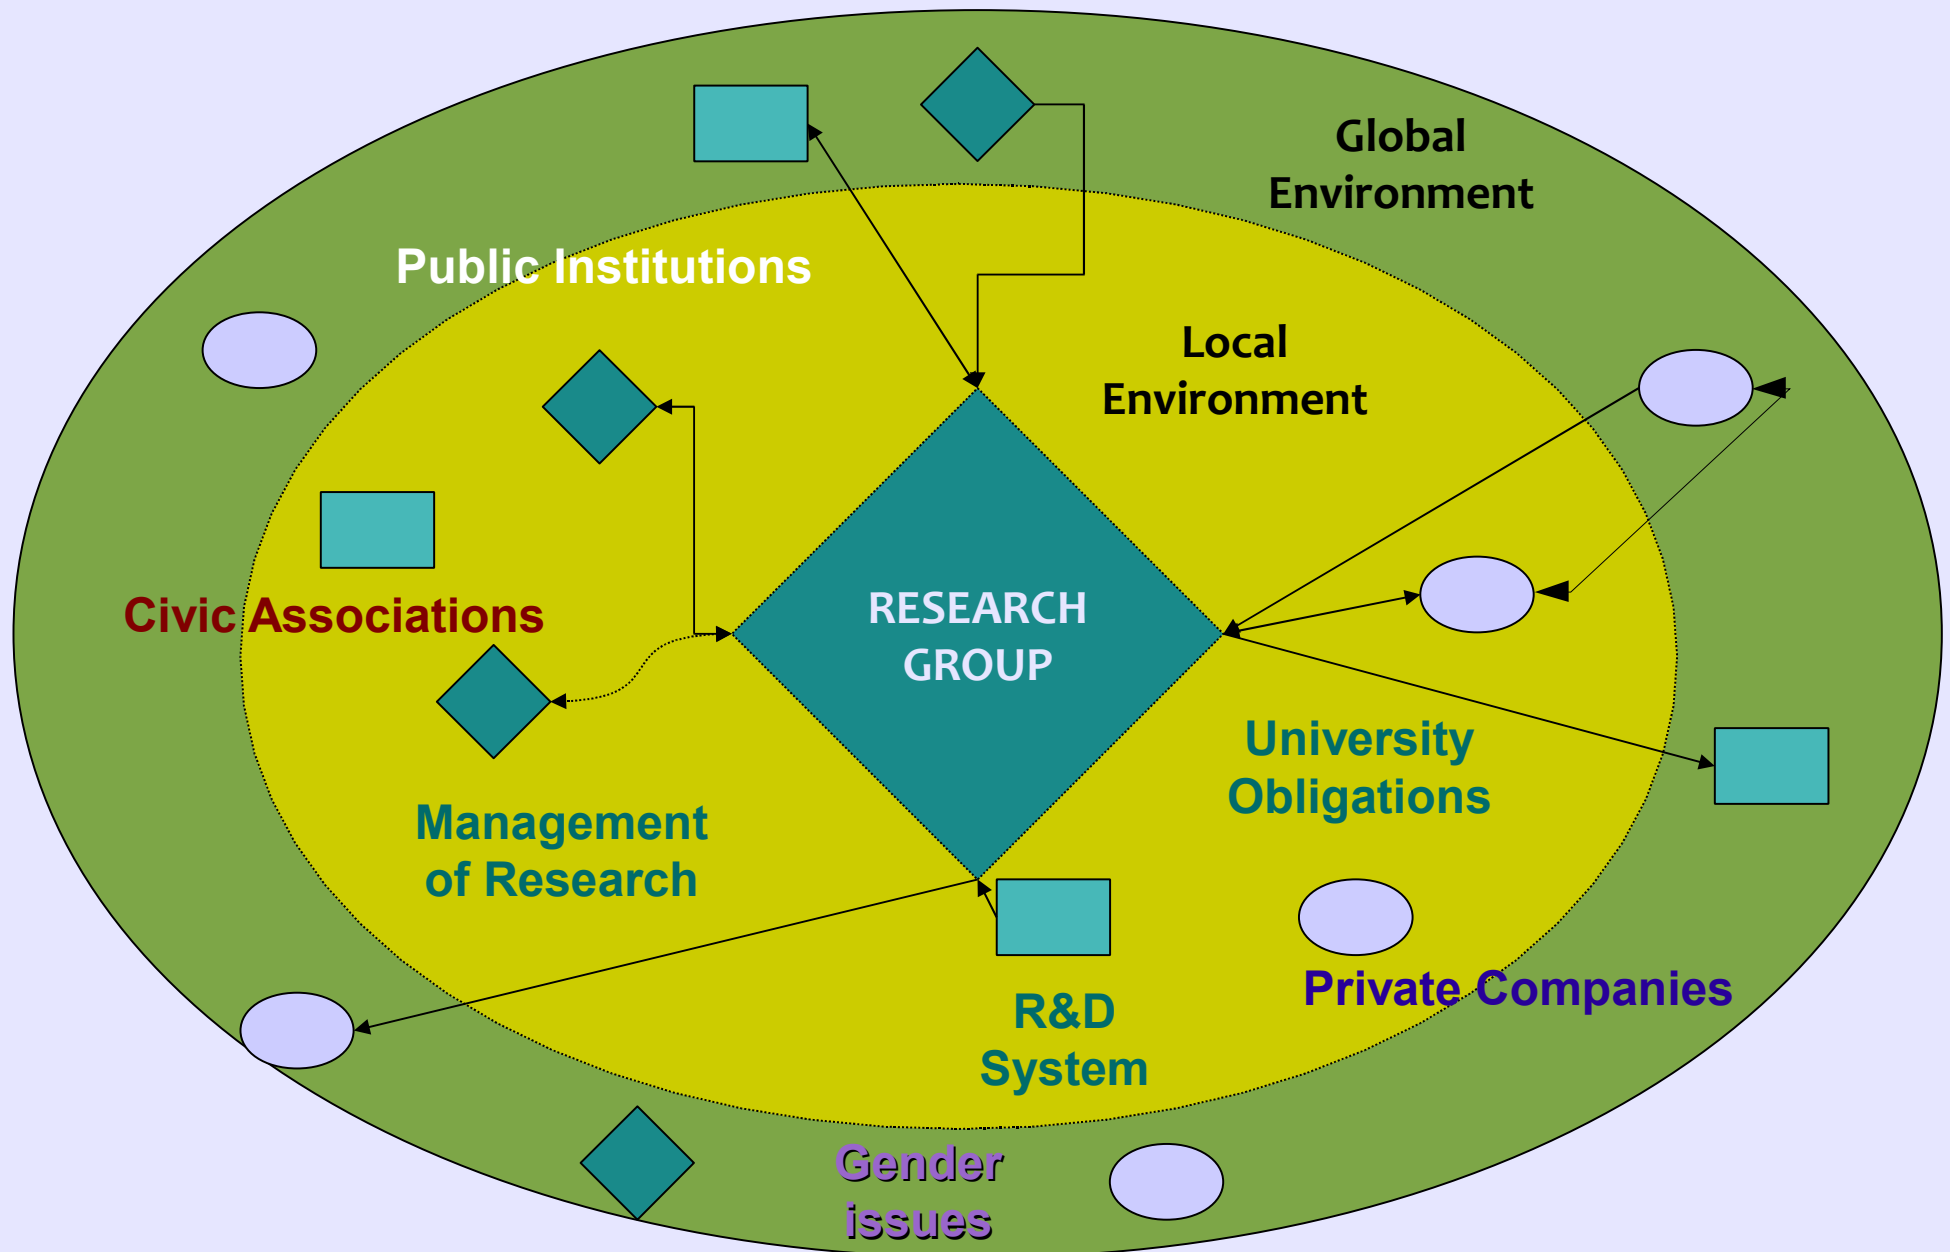 Global
Environment
Public Institutions
Local
Environment
RESEARCH
GROUP
Civic Associations
University
Obligations
Management
of Research
Private Companies
R&D
System
Gender
issues